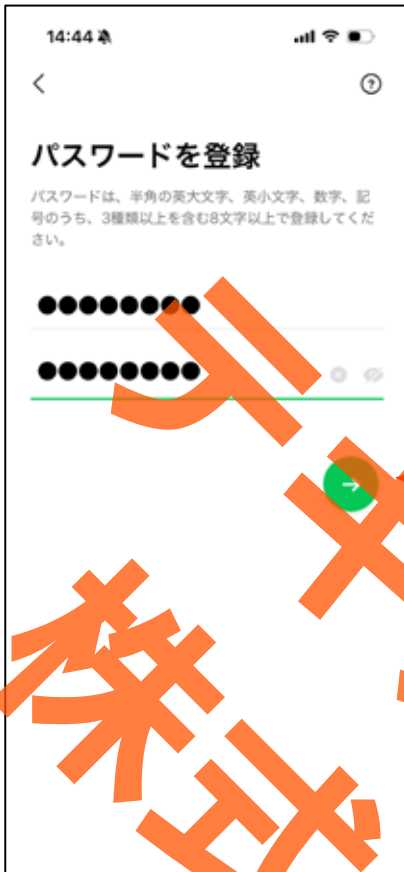 14:44
パスワードを登録
パスワードは、半角の英大文字、英小文字、数字、記
号のうち、3種類以上を含む8文字以上で登録してくだ
さい。
●●●●●●●●
●●●●●●●●
株式